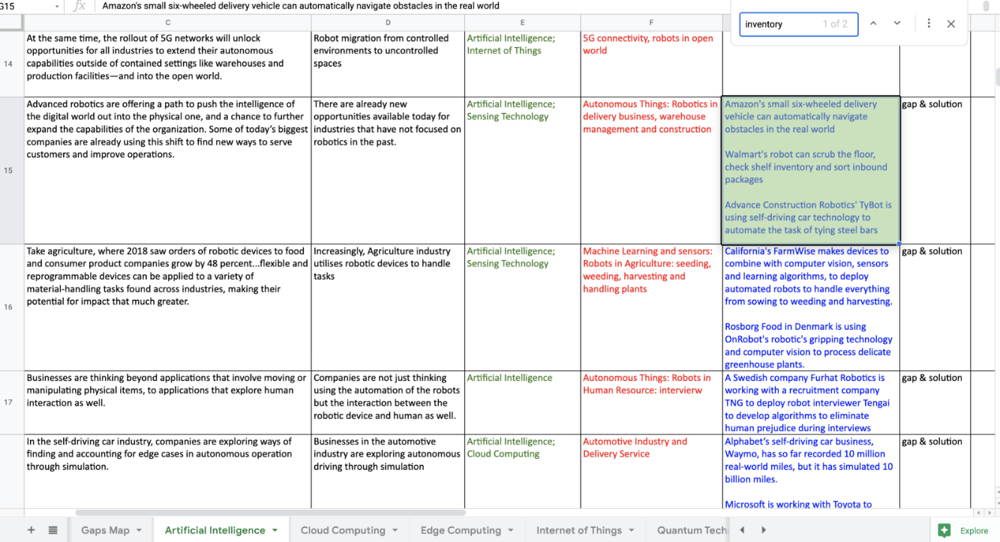 G15
fx
Amazon's small six-wheeled delivery vehicle can automatically navigate obstacles in the real world
inventory
1 of 2
C
D
E
F
14
At the same time, the rollout of 5G networks will unlock
opportunities for all industries to extend their autonomous
capabilities outside of contained settings like warehouses and
production facilities—and into the open world.
Robot migration from controlled
environments to uncontrolled
spaces
Artificial Intelligence;
Internet of Things
5G connectivity, robots in open
world
15
Advanced robotics are offering a path to push the intelligence of
the digital world out into the physical one, and a chance to further
expand the capabilities of the organization. Some of today's biggest
companies are already using this shift to find new ways to serve
customers and improve operations.
There are already new
opportunities available today for
industries that have not focused on
robotics in the past.
Artificial Intelligence;
Sensing Technology
Autonomous Things: Robotics in
delivery business, warehouse
management and construction
Amazon's small six-wheeled delivery
vehicle can automatically navigate
obstacles in the real world
Walmart's robot can scrub the floor,
check shelf inventory and sort inbound
packages
Advance Construction Robotics' TyBot is
using self-driving car technology to
automate the task of tying steel bars
gap & solution
16
Take agriculture, where 2018 saw orders of robotic devices to food
and consumer product companies grow by 48 percent...flexible and
reprogrammable devices can be applied to a variety of
material-handling tasks found across industries, making their
potential for impact that much greater.
Increasingly, Agriculture industry
utilises robotic devices to handle
tasks
Artificial Intelligence;
Sensing Technology
Machine Learning and sensors:
Robots in Agriculture: seeding,
weeding, harvesting and
handling plants
California's FarmWise makes devices to
combine with computer vision, sensors
and learning algorithms, to deploy
automated robots to handle everything
from sowing to weeding and harvesting.
Rosborg Food in Denmark is using
OnRobot's robotic's gripping technology
and computer vision to process delicate
greenhouse plants.
gap & solution
17
Businesses are thinking beyond applications that involve moving or
manipulating physical items, to applications that explore human
interaction as well.
Companies are not just thinking
using the automation of the robots
but the interaction between the
robotic device and human as well.
Artificial Intelligence
Autonomous Things: Robots in
Human Resource: intervierw
A Swedish company Furhat Robotics is
working with a recruitment company
TNG to deploy robot interviewer Tengai
to develop algorithms to eliminate
human prejudice during interviews
gap & solution
In the self-driving car industry, companies are exploring ways of
finding and accounting for edge cases in autonomous operation
through simulation.
Businesses in the automotive
industry are exploring autonomous
driving through simulation
Artificial Intelligence;
Cloud Computing
Automotive Industry and
Delivery Service
Alphabet's self-driving car business,
Waymo, has so far recorded 10 million
real-world miles, but it has simulated 10
billion miles.
Microsoft is working with Toyota to
gap & solution
Gaps Map
Artificial Intelligence
Cloud Computing
Edge Computing
Internet of Things
Quantum Tech
Explore